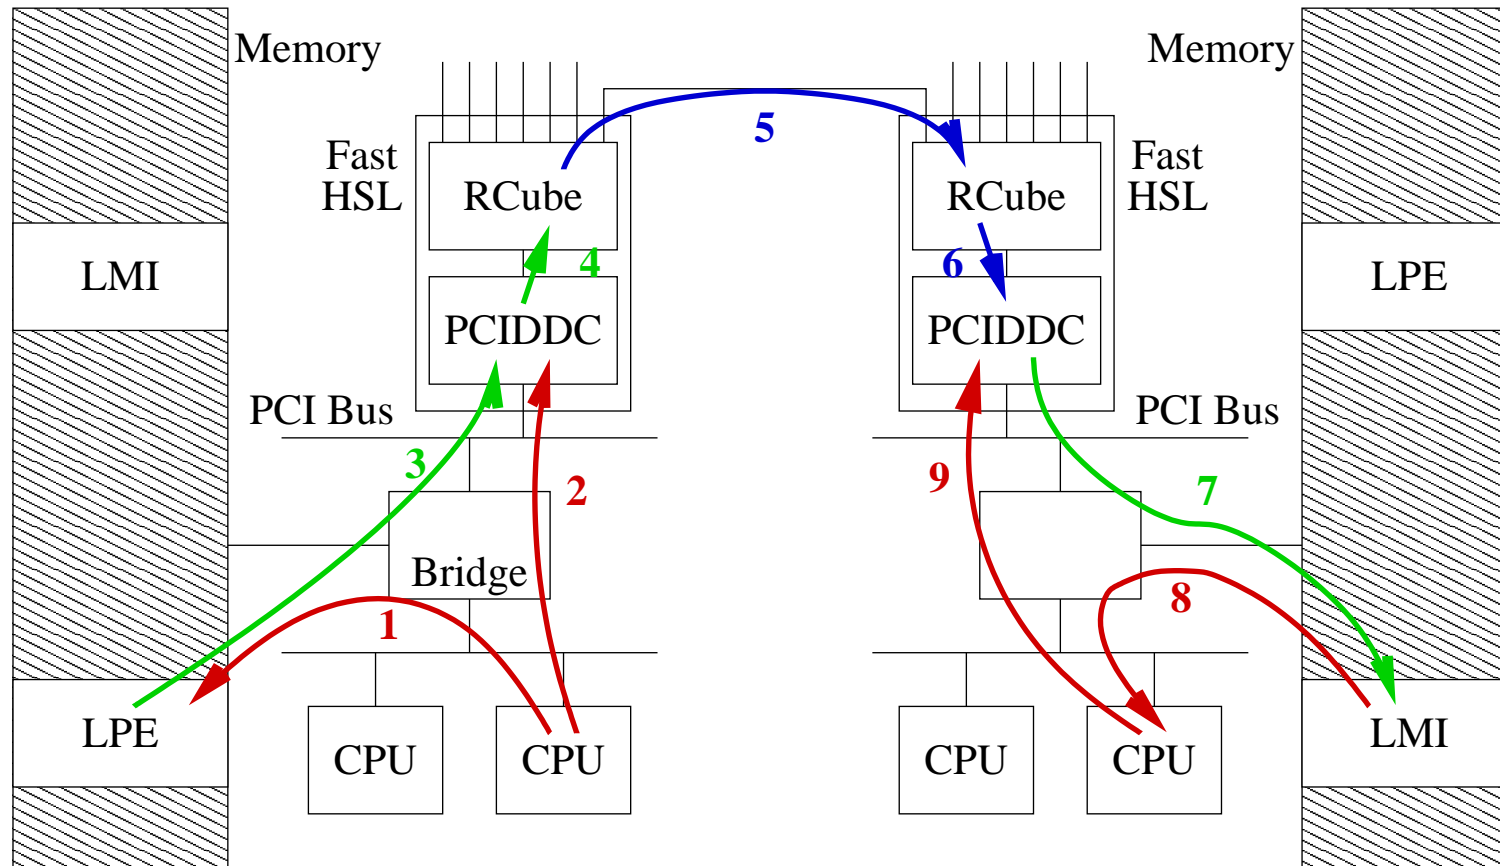 Memory
Memory
5
Fast
HSL
Fast
HSL
RCube
RCube
4
6
LMI
LPE
PCIDDC
PCIDDC
PCI Bus
PCI Bus
3
2
9
7
Bridge
1
8
LPE
CPU
CPU
CPU
CPU
LMI